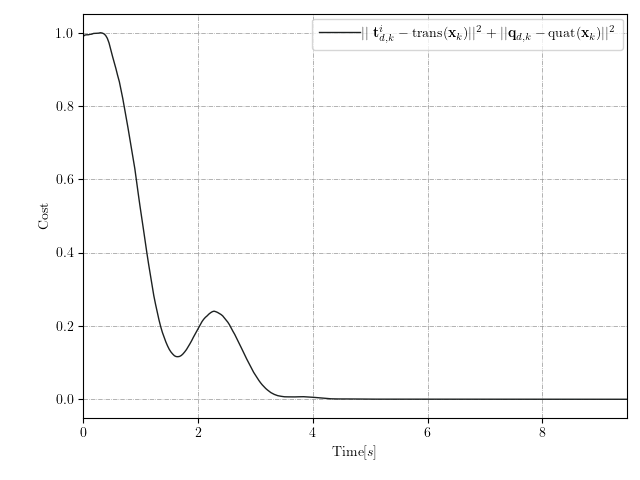 || t^i_{d,k} − trans(x_k)||^2 + ||q_{d,k} − quat(x_k)||^2
1.0
0.8
0.6
0.4
0.2
0.0
Cost
0 2 4 6 8
Time[s]